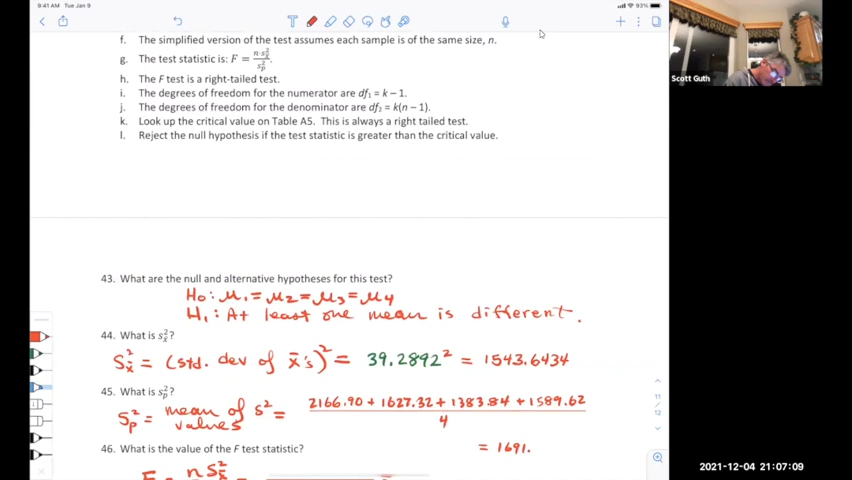 9:41 AM Tue Jan 9
93%
f. The simplified version of the test assumes each sample is of the same size, n.
g. The test statistic is: F = n·s²x̄ / s²p.
h. The F test is a right-tailed test.
i. The degrees of freedom for the numerator are df₁ = k – 1.
j. The degrees of freedom for the denominator are df₂ = k(n – 1).
k. Look up the critical value on Table A5. This is always a right tailed test.
l. Reject the null hypothesis if the test statistic is greater than the critical value.
Scott Guth
43. What are the null and alternative hypotheses for this test?
H₀: μ₁ = μ₂ = μ₃ = μ₄
H₁: At least one mean is different.
44. What is s²x̄?
S²x̄ = (std. dev of x̄'s)² = 39.2892² = 1543.6434
45. What is s²p?
S²p = mean of s² values = 2166.90 + 1627.32 + 1383.84 + 1589.62 / 4
= 1691.
46. What is the value of the F test statistic?
F = n S²x̄
11
12
2021-12-04 21:07:09